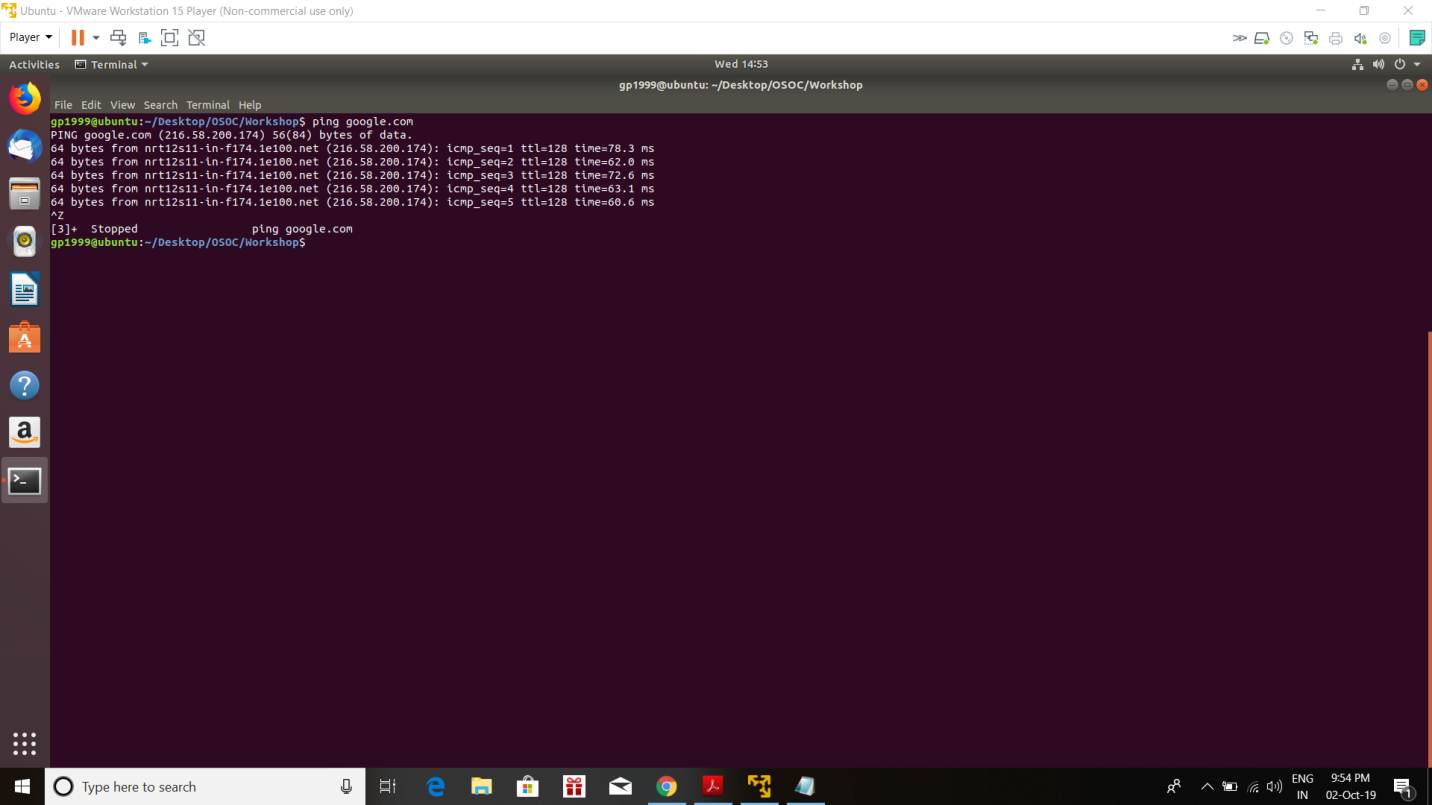 Ubuntu - VMware Workstation 15 Player (Non-commercial use only)
Player
Activities Terminal Wed 14:53
gp1999@ubuntu: ~/Desktop/OSOC/Workshop
File Edit View Search Terminal Help
gp1999@ubuntu:~/Desktop/OSOC/Workshop$ ping google.com
PING google.com (216.58.200.174) 56(84) bytes of data.
64 bytes from nrt12s11-in-f174.1e100.net (216.58.200.174): icmp_seq=1 ttl=128 time=78.3 ms
64 bytes from nrt12s11-in-f174.1e100.net (216.58.200.174): icmp_seq=2 ttl=128 time=62.0 ms
64 bytes from nrt12s11-in-f174.1e100.net (216.58.200.174): icmp_seq=3 ttl=128 time=72.6 ms
64 bytes from nrt12s11-in-f174.1e100.net (216.58.200.174): icmp_seq=4 ttl=128 time=63.1 ms
64 bytes from nrt12s11-in-f174.1e100.net (216.58.200.174): icmp_seq=5 ttl=128 time=60.6 ms
^Z
[3]+  Stopped                 ping google.com
gp1999@ubuntu:~/Desktop/OSOC/Workshop$
Type here to search
ENG
IN
9:54 PM
02-Oct-19
1